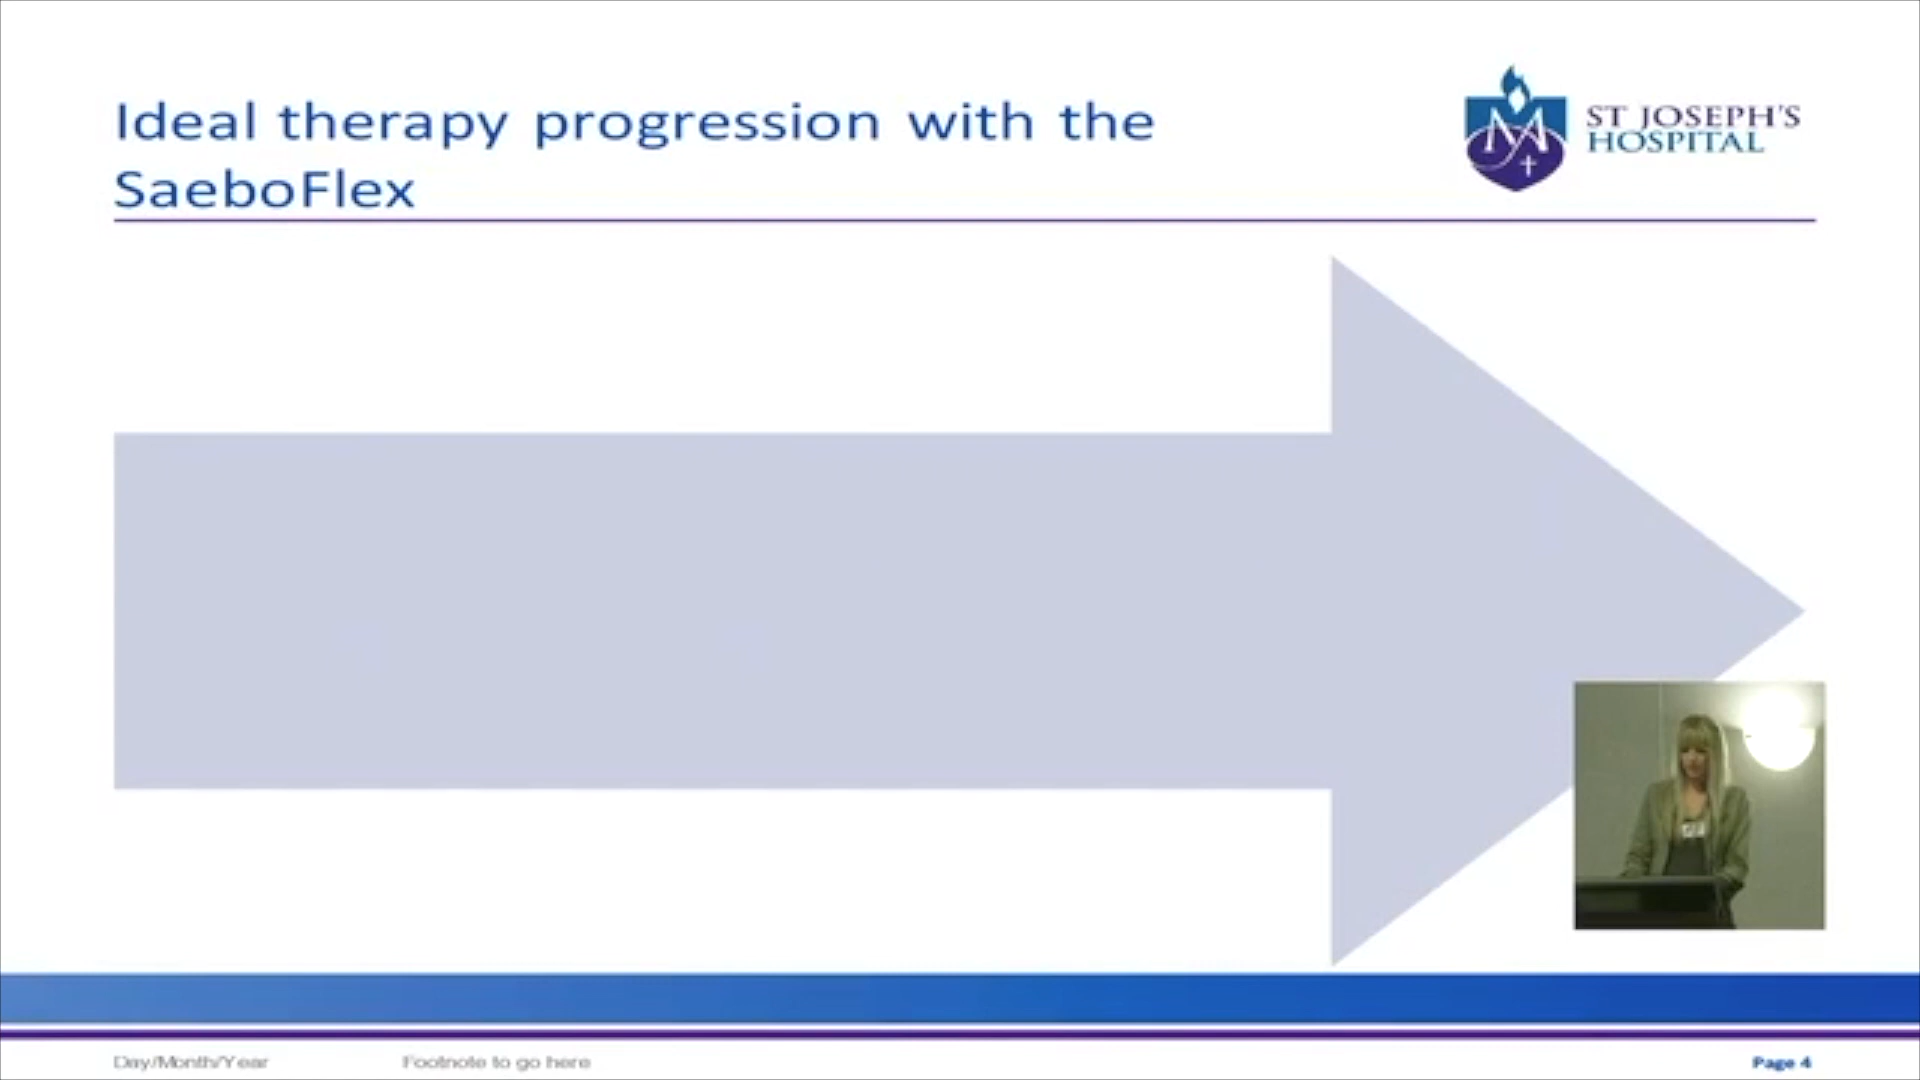 Ideal therapy progression with the
SaeboFlex
ST JOSEPH'S
HOSPITAL
Day/Month/Year
Footnote to go here
Page 4